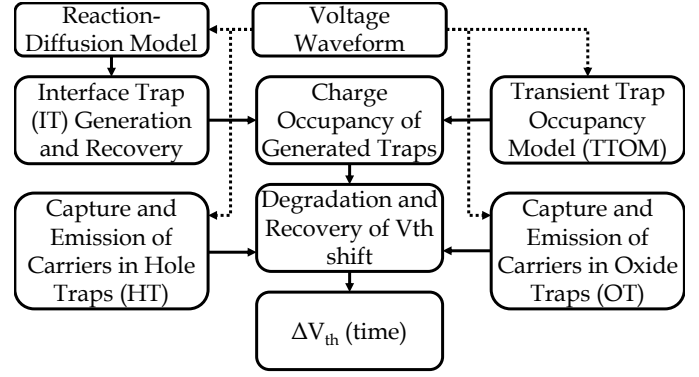 Reaction-
Diffusion Model
Voltage
Waveform
Interface Trap
(IT) Generation
and Recovery
Charge
Occupancy of
Generated Traps
Transient Trap
Occupancy
Model (TTOM)
Capture and
Emission of
Carriers in Hole
Traps (HT)
Degradation and
Recovery of Vth
shift
Capture and
Emission of
Carriers in Oxide
Traps (OT)
ΔVth (time)